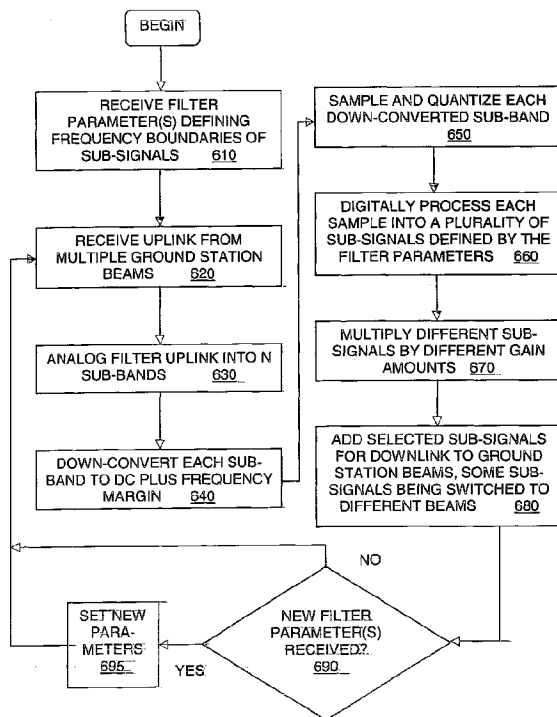 BEGIN
RECEIVE FILTER
PARAMETER(S) DEFINING
FREQUENCY BOUNDARIES OF
SUB-SIGNALS 610
RECEIVE UPLINK FROM
MULTIPLE GROUND STATION
BEAMS 620
ANALOG FILTER UPLINK INTO N
SUB-BANDS 630
DOWN-CONVERT EACH SUB-
BAND TO DC PLUS FREQUENCY
MARGIN 640
SAMPLE AND QUANTIZE EACH
DOWN-CONVERTED SUB-BAND
650
DIGITALLY PROCESS EACH
SAMPLE INTO A PLURALITY OF
SUB-SIGNALS DEFINED BY THE
FILTER PARAMETERS 660
MULTIPLY DIFFERENT SUB-
SIGNALS BY DIFFERENT GAIN
AMOUNTS 670
ADD SELECTED SUB-SIGNALS
FOR DOWNLINK TO GROUND
STATION BEAMS, SOME SUB-
SIGNALS BEING SWITCHED TO
DIFFERENT BEAMS 680
NEW FILTER
PARAMETER(S)
RECEIVED? 690
NO
YES
SET NEW
PARA-
METERS
695